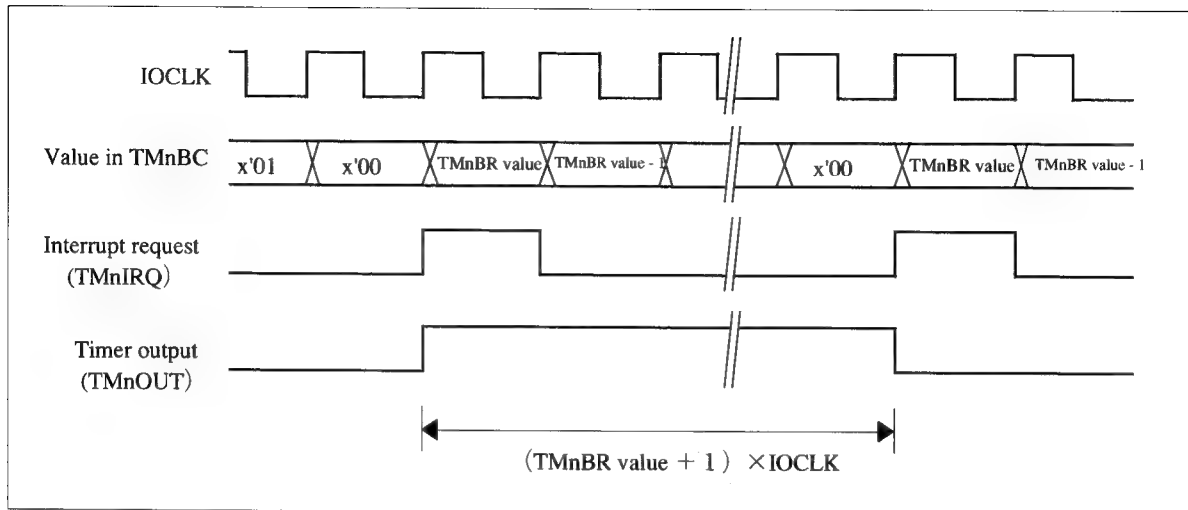 IOCLK
Value in TMnBC
x'01 x'00 TMnBR value TMnBR value - 1 x'00 TMnBR value TMnBR value - 1
Interrupt request
(TMnIRQ)
Timer output
(TMnOUT)
(TMnBR value + 1) ×IOCLK